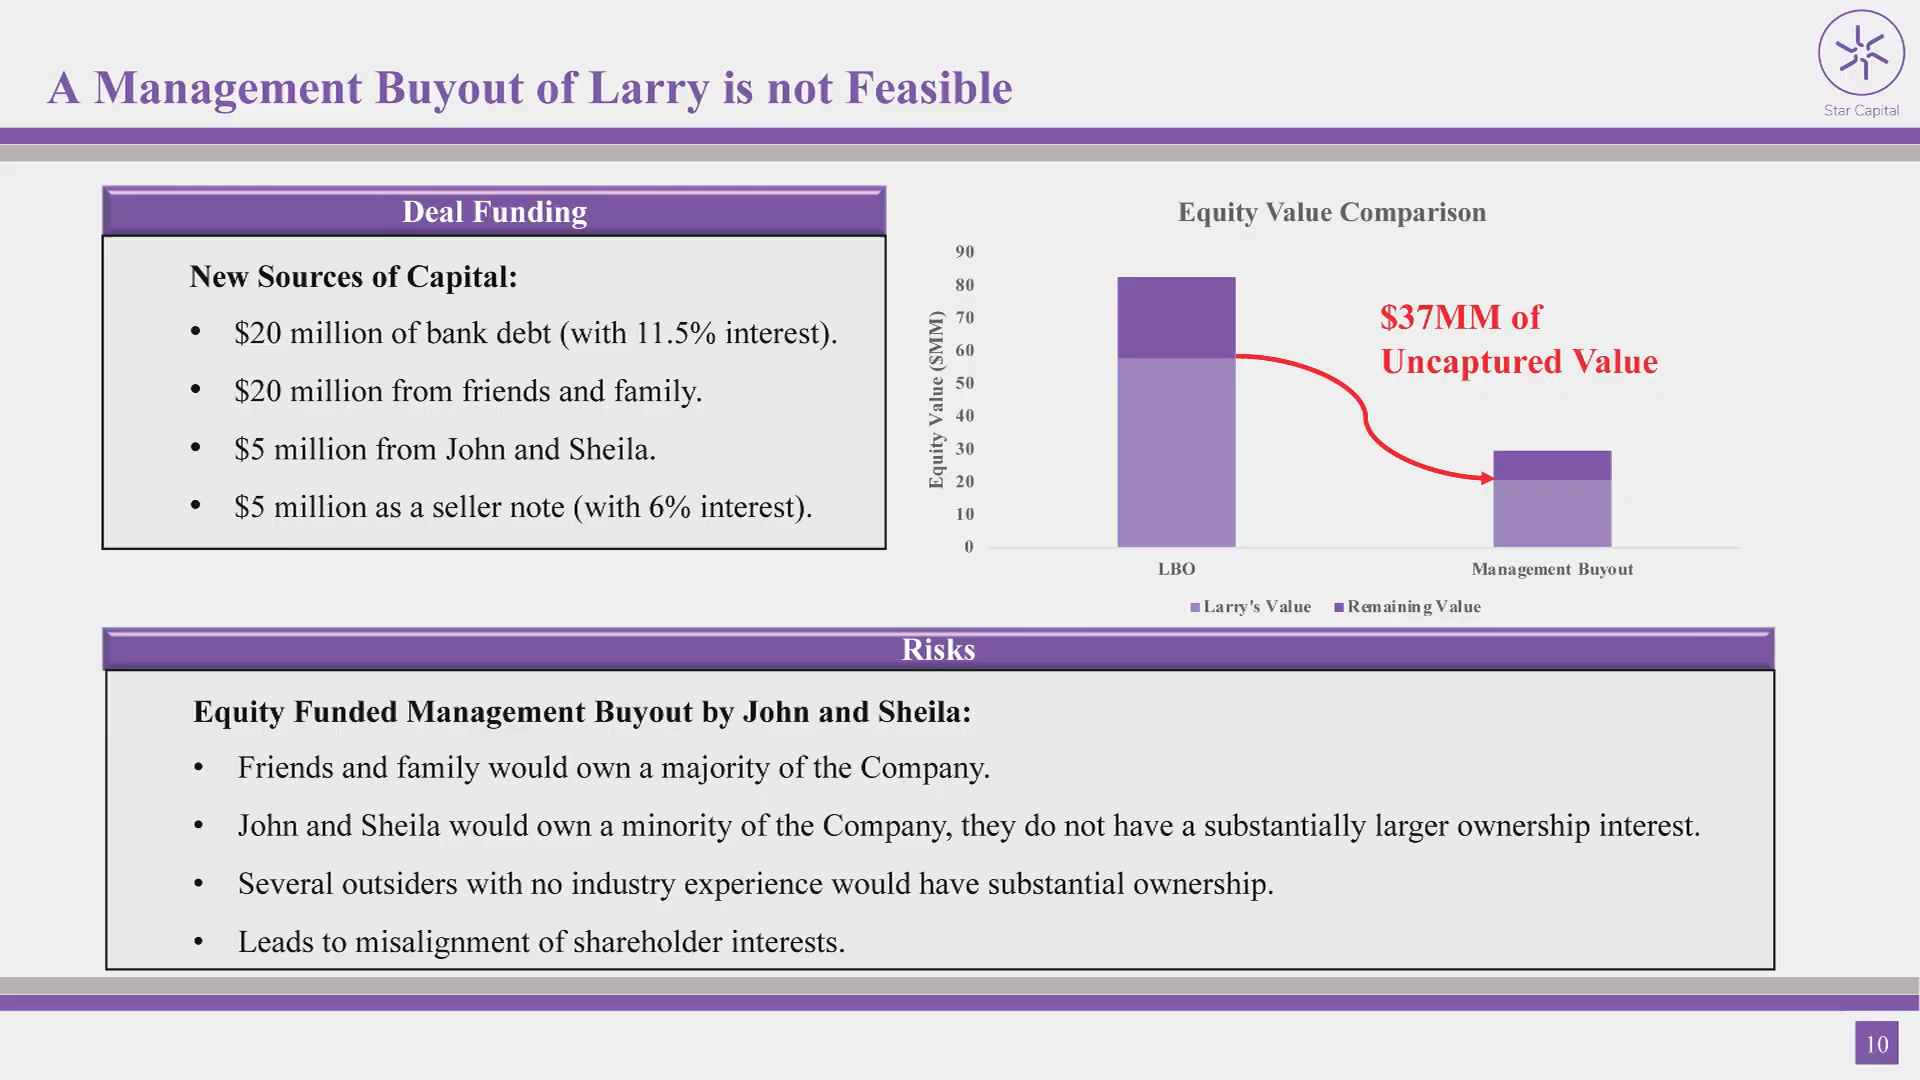 A Management Buyout of Larry is not Feasible
Star Capital
Deal Funding
New Sources of Capital:
• $20 million of bank debt (with 11.5% interest).
• $20 million from friends and family.
• $5 million from John and Sheila.
• $5 million as a seller note (with 6% interest).
Equity Value Comparison
Equity Value ($MM)
90
80
70
60
50
40
30
20
10
0
$37MM of
Uncaptured Value
LBO
Management Buyout
Larry's Value
Remaining Value
Risks
Equity Funded Management Buyout by John and Sheila:
• Friends and family would own a majority of the Company.
• John and Sheila would own a minority of the Company, they do not have a substantially larger ownership interest.
• Several outsiders with no industry experience would have substantial ownership.
• Leads to misalignment of shareholder interests.
10